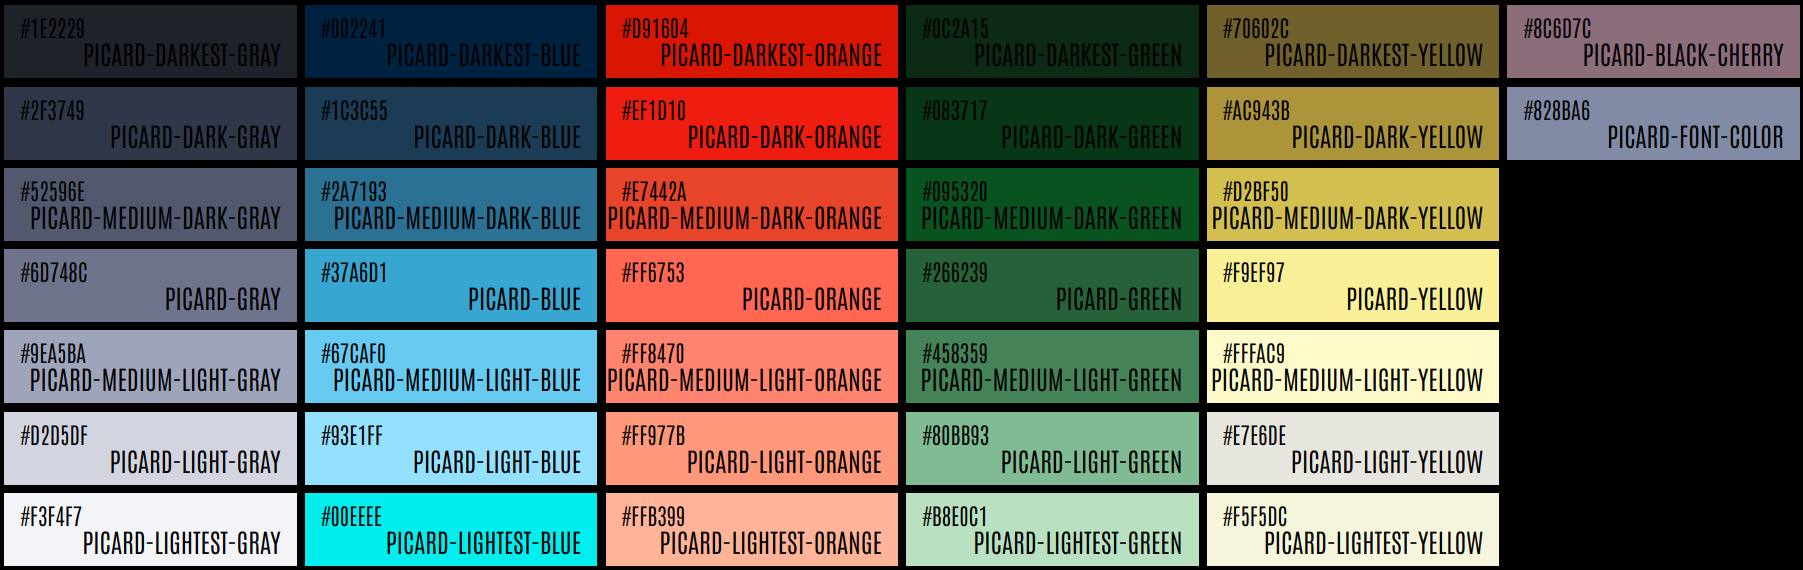 #1E2229
PICARD-DARKEST-GRAY
#002241
PICARD-DARKEST-BLUE
#D91604
PICARD-DARKEST-ORANGE
#0C2A15
PICARD-DARKEST-GREEN
#70602C
PICARD-DARKEST-YELLOW
#8C6D7C
PICARD-BLACK-CHERRY
#2F3749
PICARD-DARK-GRAY
#1C3C55
PICARD-DARK-BLUE
#EF1D10
PICARD-DARK-ORANGE
#083717
PICARD-DARK-GREEN
#AC943B
PICARD-DARK-YELLOW
#828BA6
PICARD-FONT-COLOR
#52596E
PICARD-MEDIUM-DARK-GRAY
#2A7193
PICARD-MEDIUM-DARK-BLUE
#E7442A
PICARD-MEDIUM-DARK-ORANGE
#095320
PICARD-MEDIUM-DARK-GREEN
#D2BF50
PICARD-MEDIUM-DARK-YELLOW
#6D748C
PICARD-GRAY
#37A6D1
PICARD-BLUE
#FF6753
PICARD-ORANGE
#266239
PICARD-GREEN
#F9EF97
PICARD-YELLOW
#9EA5BA
PICARD-MEDIUM-LIGHT-GRAY
#67CAF0
PICARD-MEDIUM-LIGHT-BLUE
#FF8470
PICARD-MEDIUM-LIGHT-ORANGE
#458359
PICARD-MEDIUM-LIGHT-GREEN
#FFFAC9
PICARD-MEDIUM-LIGHT-YELLOW
#D2D5DF
PICARD-LIGHT-GRAY
#93E1FF
PICARD-LIGHT-BLUE
#FF977B
PICARD-LIGHT-ORANGE
#80BB93
PICARD-LIGHT-GREEN
#E7E6DE
PICARD-LIGHT-YELLOW
#F3F4F7
PICARD-LIGHTEST-GRAY
#00EEEE
PICARD-LIGHTEST-BLUE
#FFB399
PICARD-LIGHTEST-ORANGE
#B8E0C1
PICARD-LIGHTEST-GREEN
#F5F5DC
PICARD-LIGHTEST-YELLOW